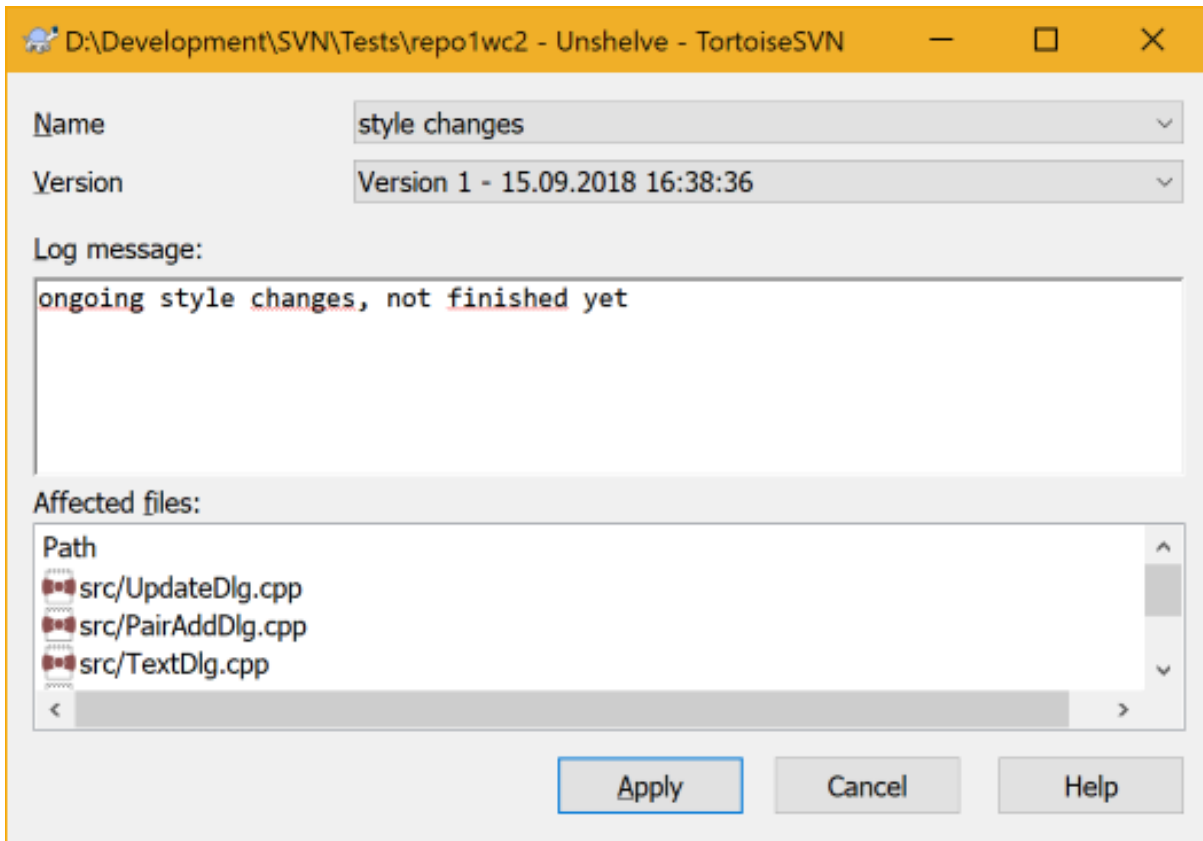 D:\Development\SVN\Tests\repo1wc2 - Unshelve - TortoiseSVN
Name
style changes
Version
Version 1 - 15.09.2018 16:38:36
Log message:
ongoing style changes, not finished yet
Affected files:
Path
src/UpdateDlg.cpp
src/PairAddDlg.cpp
src/TextDlg.cpp
Apply
Cancel
Help